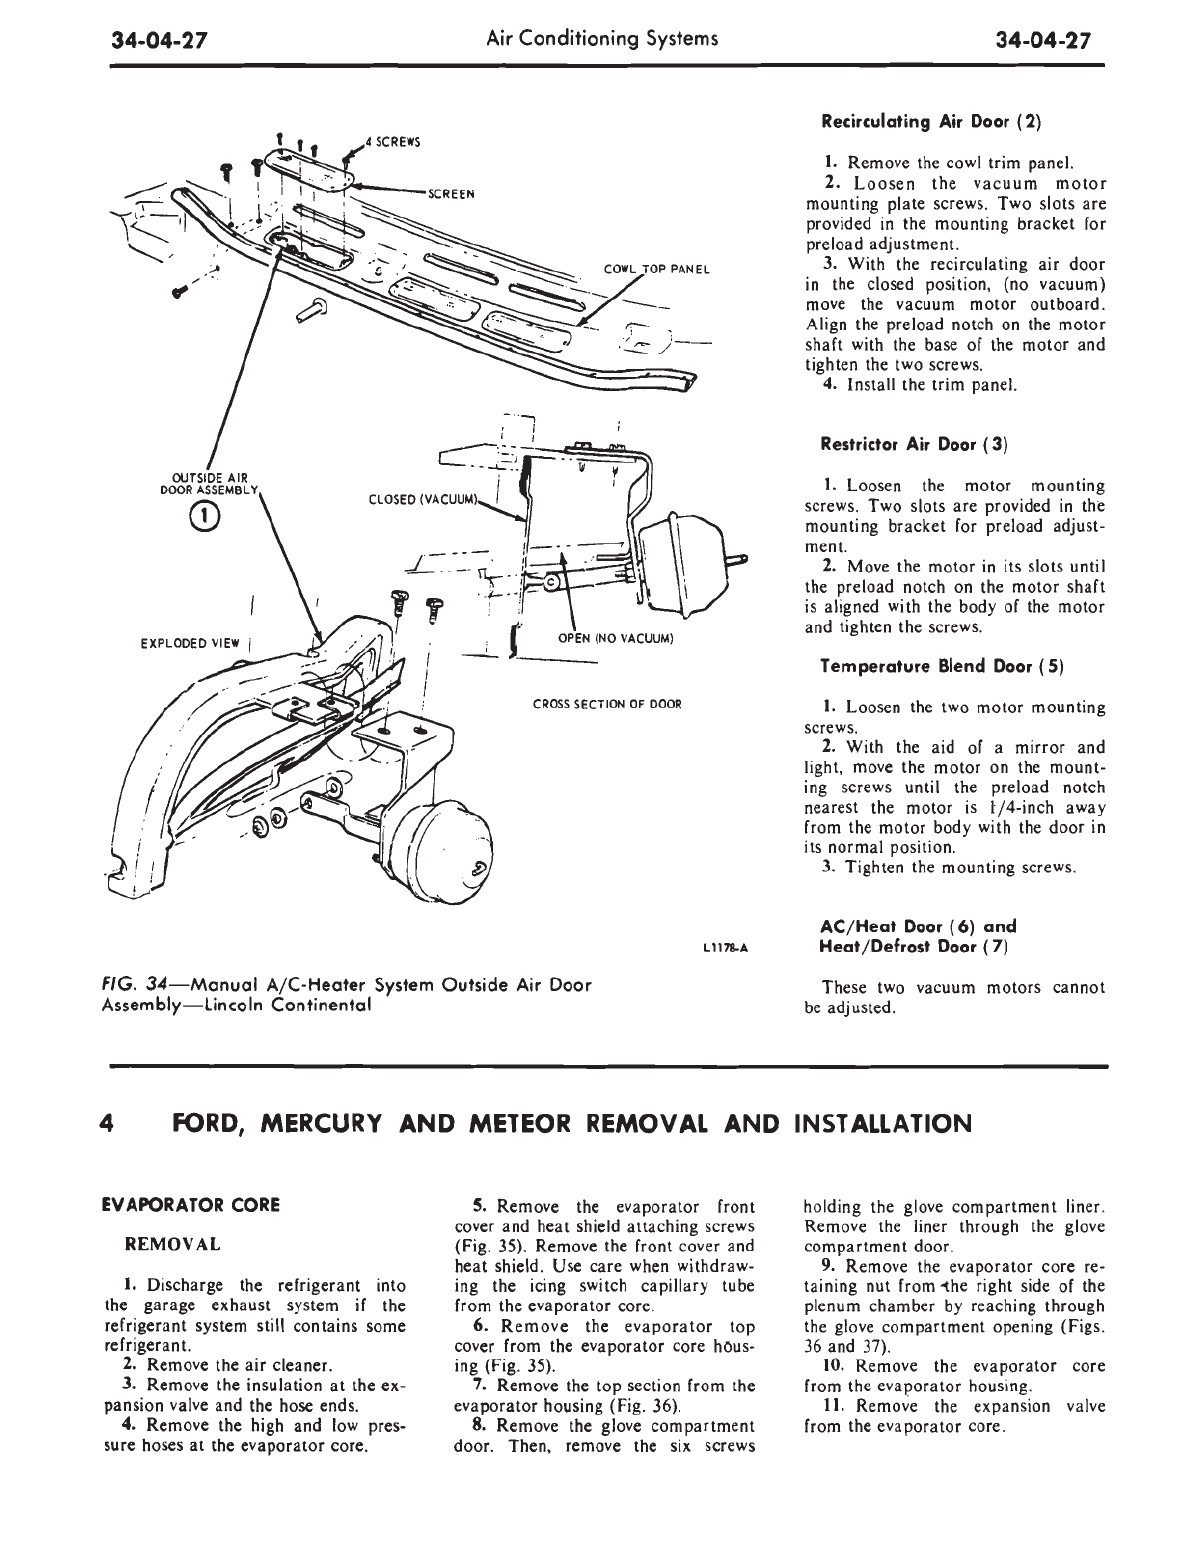 34-04-27 Air Conditioning Systems 34-04-27
4 SCREWS
SCREEN
COWL TOP PANEL
OUTSIDE AIR
DOOR ASSEMBLY
1
CLOSED (VACUUM)
EXPLODED VIEW
OPEN (NO VACUUM)
CROSS SECTION OF DOOR
L1178-A
FIG. 34—Manual A/C-Heater System Outside Air Door
Assembly—Lincoln Continental
Recirculating Air Door (2)
1. Remove the cowl trim panel.
2. Loosen the vacuum motor
mounting plate screws. Two slots are
provided in the mounting bracket for
preload adjustment.
3. With the recirculating air door
in the closed position, (no vacuum)
move the vacuum motor outboard.
Align the preload notch on the motor
shaft with the base of the motor and
tighten the two screws.
4. Install the trim panel.
Restrictor Air Door (3)
1. Loosen the motor mounting
screws. Two slots are provided in the
mounting bracket for preload adjust-
ment.
2. Move the motor in its slots until
the preload notch on the motor shaft
is aligned with the body of the motor
and tighten the screws.
Temperature Blend Door (5)
1. Loosen the two motor mounting
screws.
2. With the aid of a mirror and
light, move the motor on the mount-
ing screws until the preload notch
nearest the motor is 1/4-inch away
from the motor body with the door in
its normal position.
3. Tighten the mounting screws.
AC/Heat Door (6) and
Heat/Defrost Door (7)
These two vacuum motors cannot
be adjusted.
4 FORD, MERCURY AND METEOR REMOVAL AND INSTALLATION
EVAPORATOR CORE
REMOVAL
1. Discharge the refrigerant into
the garage exhaust system if the
refrigerant system still contains some
refrigerant.
2. Remove the air cleaner.
3. Remove the insulation at the ex-
pansion valve and the hose ends.
4. Remove the high and low pres-
sure hoses at the evaporator core.
5. Remove the evaporator front
cover and heat shield attaching screws
(Fig. 35). Remove the front cover and
heat shield. Use care when withdraw-
ing the icing switch capillary tube
from the evaporator core.
6. Remove the evaporator top
cover from the evaporator core hous-
ing (Fig. 35).
7. Remove the top section from the
evaporator housing (Fig. 36).
8. Remove the glove compartment
door. Then, remove the six screws
holding the glove compartment liner.
Remove the liner through the glove
compartment door.
9. Remove the evaporator core re-
taining nut from the right side of the
plenum chamber by reaching through
the glove compartment opening (Figs.
36 and 37).
10. Remove the evaporator core
from the evaporator housing.
11. Remove the expansion valve
from the evaporator core.